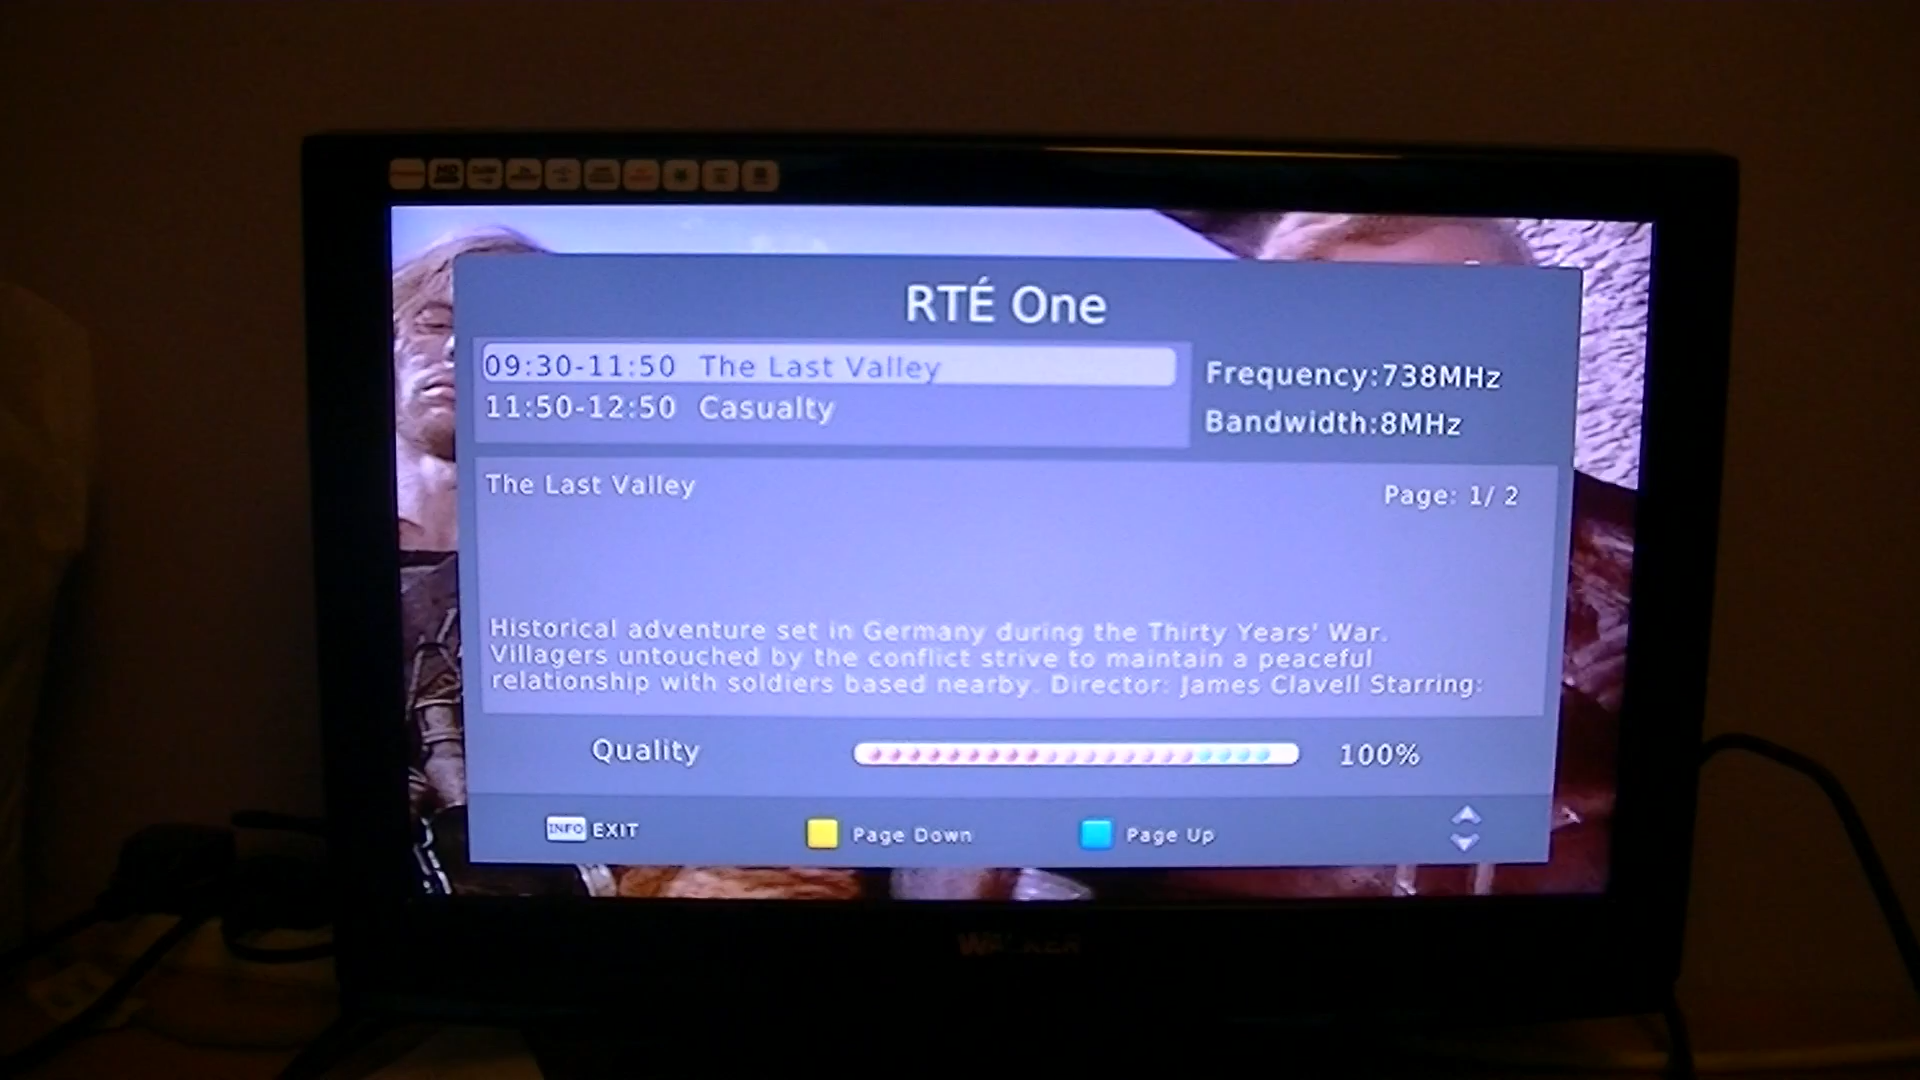 RTÉ One
09:30-11:50 The Last Valley
11:50-12:50 Casualty
Frequency:738MHz
Bandwidth:8MHz
The Last Valley
Page: 1/ 2
Historical adventure set in Germany during the Thirty Years' War.
Villagers untouched by the conflict strive to maintain a peaceful
relationship with soldiers based nearby. Director: James Clavell Starring:
Quality
100%
INFO EXIT
Page Down
Page Up
WALKER